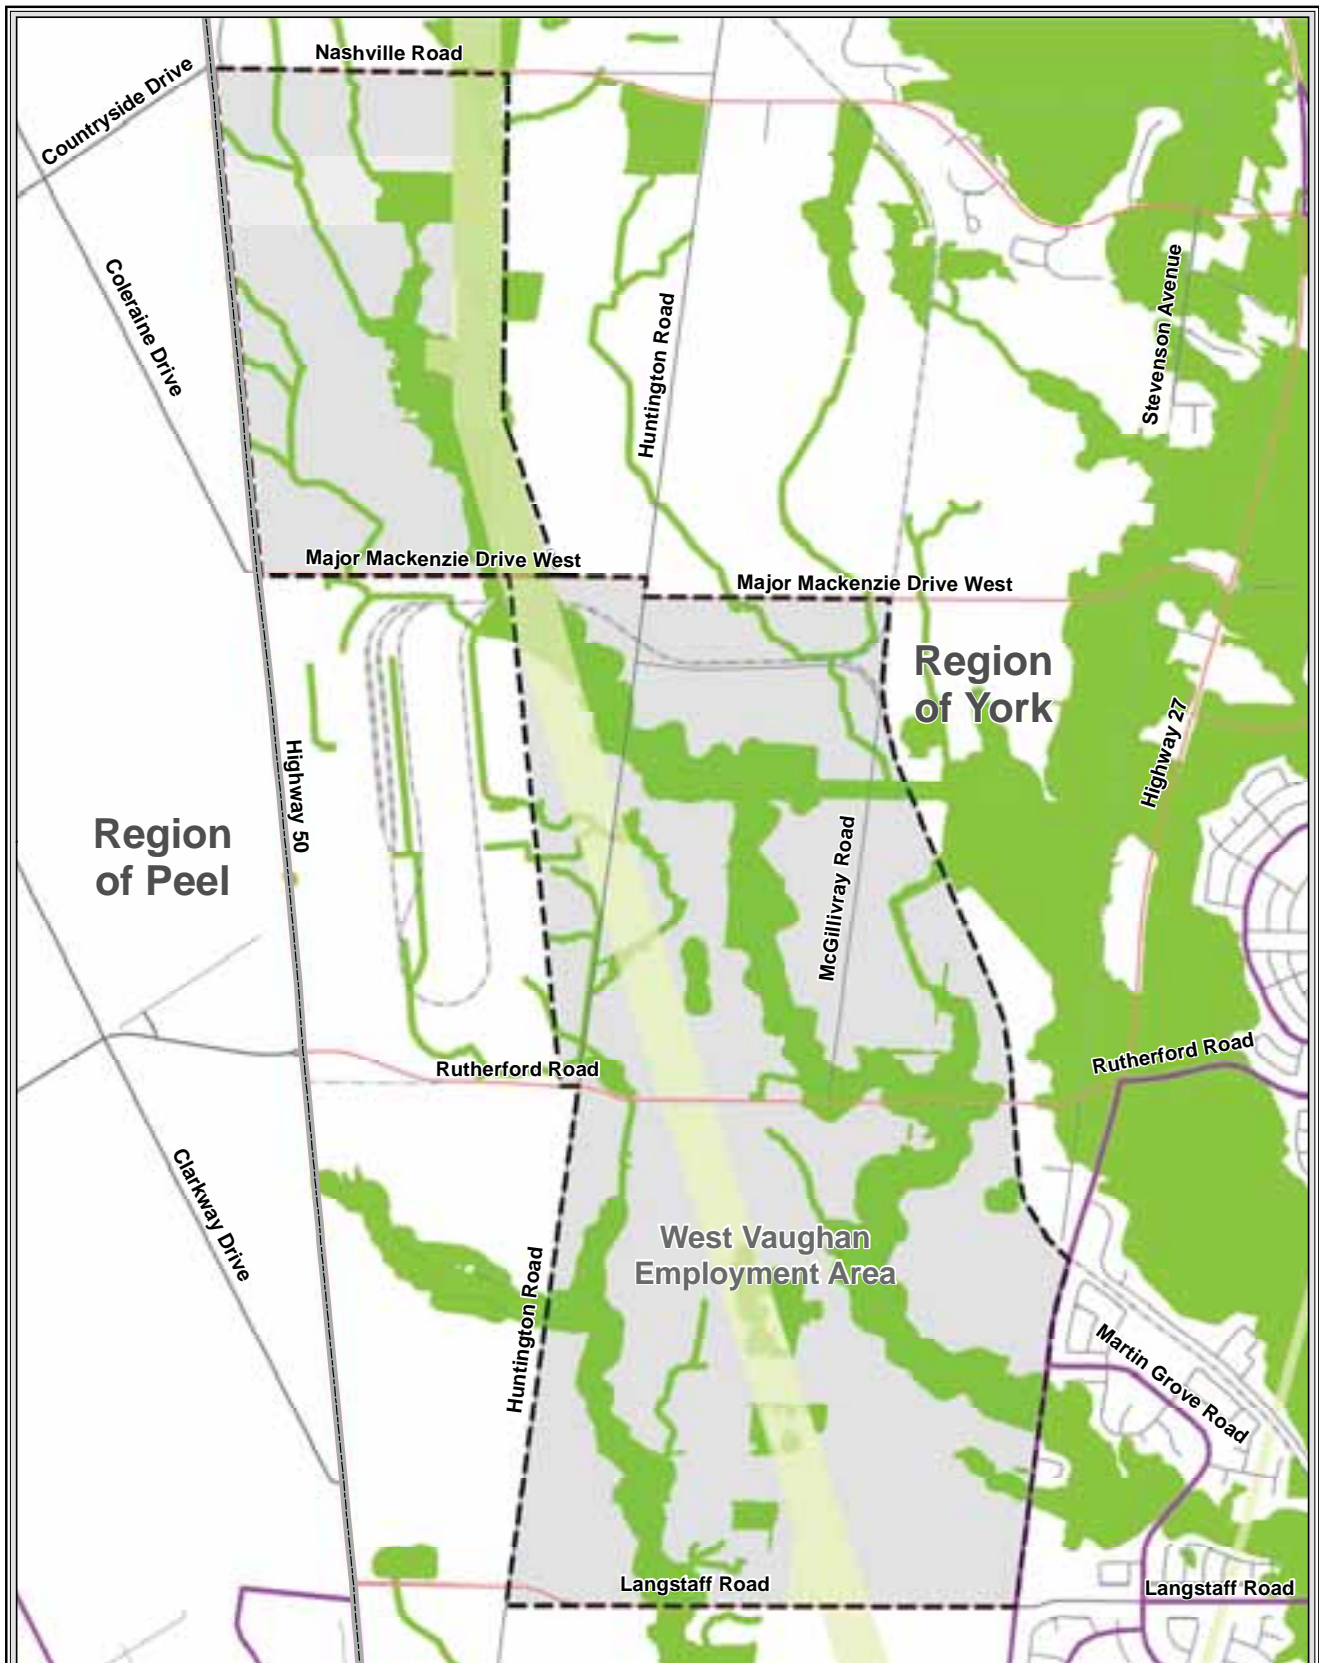 Nashville Road
Countryside Drive
Coleraine Drive
Huntington Road
Stevenson Avenue
Major Mackenzie Drive West
Major Mackenzie Drive West
Region
of York
Highway 27
Highway 50
Region
of Peel
McGillivray Road
Rutherford Road
Rutherford Road
Clarkway Drive
West Vaughan
Employment Area
Huntington Road
Martin Grove Road
Langstaff Road
Langstaff Road